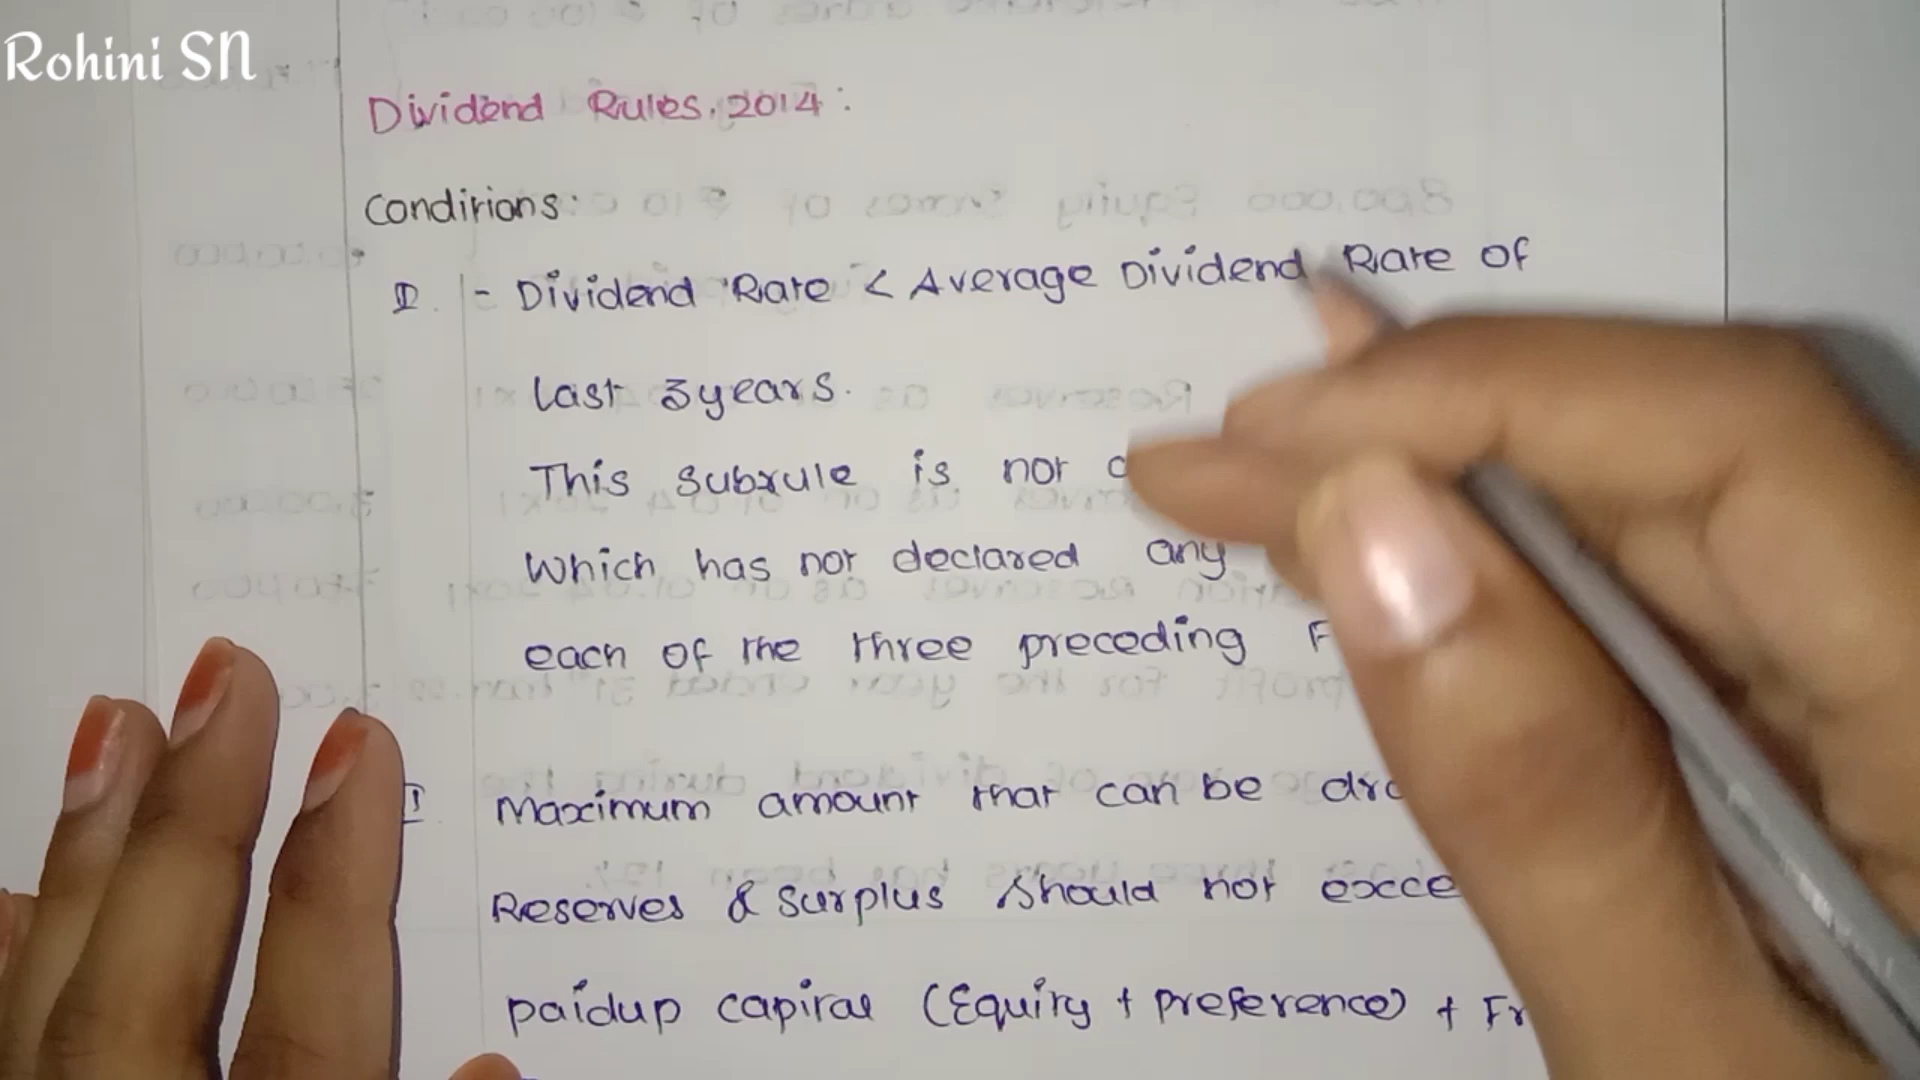 Rohini SN
Dividend Rules, 2014:
Conditions:
I. - Dividend Rate < Average Dividend Rate of
last 3 years.
This subrule is not
which has not declared any
each of the three preceding F
Maximum amount that can be
Reserves & surplus should not excee
paidup capital (Equity + preference) + Fr